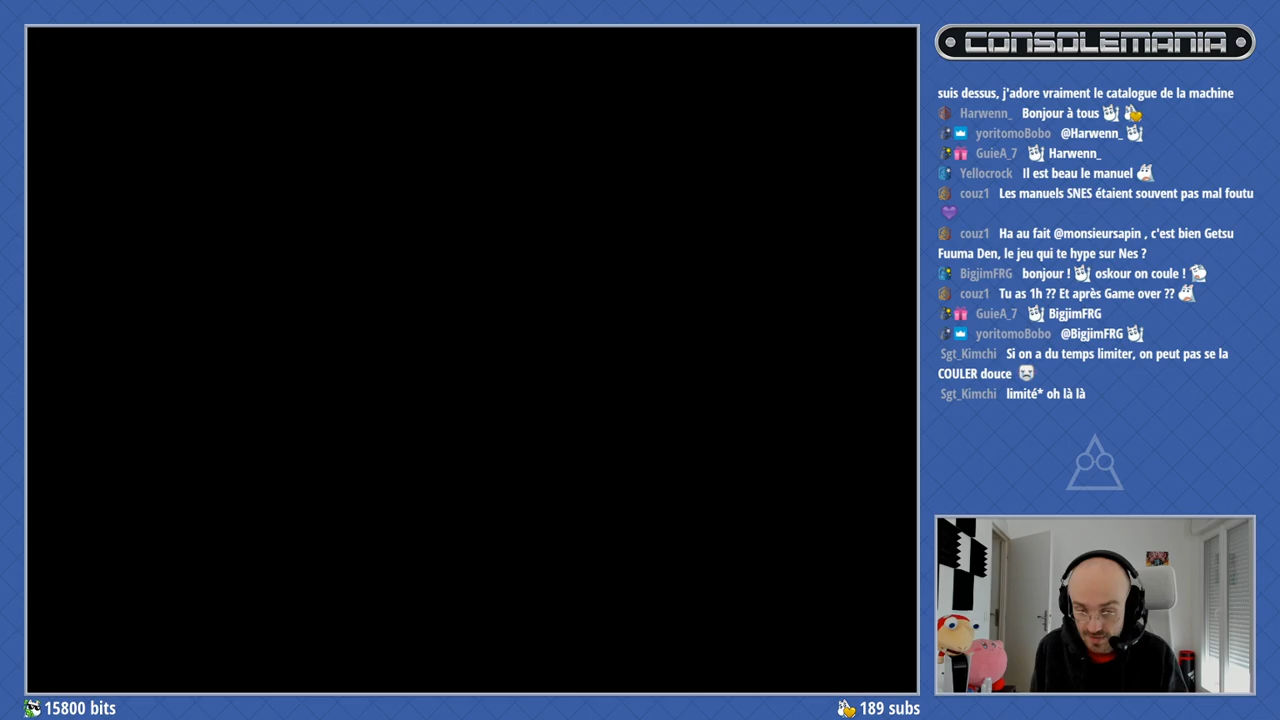 CONSOLEMANIA
suis dessus, j'adore vraiment le catalogue de la machine
Harwenn_ Bonjour à tous
yoritomoBobo @Harwenn_
GuieA_7 Harwenn_
Yellocrock Il est beau le manuel
couz1 Les manuels SNES étaient souvent pas mal foutu
couz1 Ha au fait @monsieursapin , c'est bien Getsu
Fuuma Den, le jeu qui te hype sur Nes ?
BigjimFRG bonjour ! oskour on coule !
couz1 Tu as 1h ?? Et après Game over ??
GuieA_7 BigjimFRG
yoritomoBobo @BigjimFRG
Sgt_Kimchi Si on a du temps limiter, on peut pas se la
COULER douce
Sgt_Kimchi limité* oh là là
15800 bits
189 subs